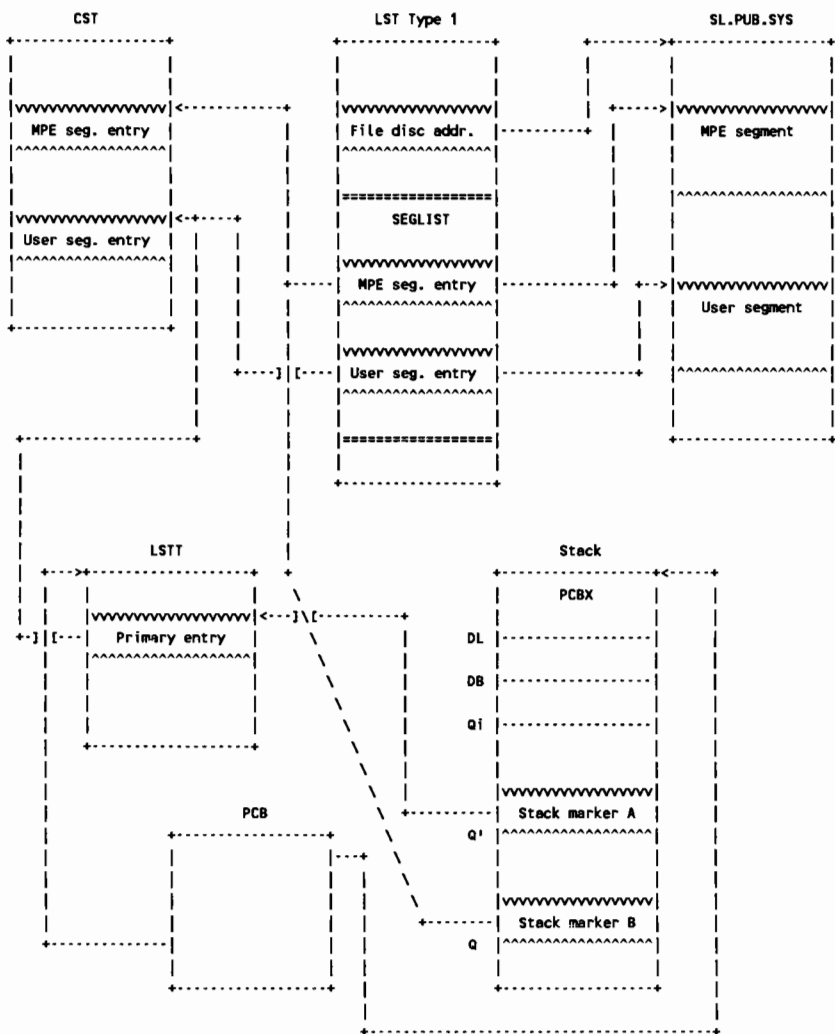 CST LST Type 1 SL.PUB.SYS
MPE seg. entry File disc addr. MPE segment
SEGLIST
User seg. entry
MPE seg. entry
User segment
User seg. entry
LSTT Stack
PCBX
Primary entry
DL
DB
Qi
PCB Stack marker A
Q'
Stack marker B
Q